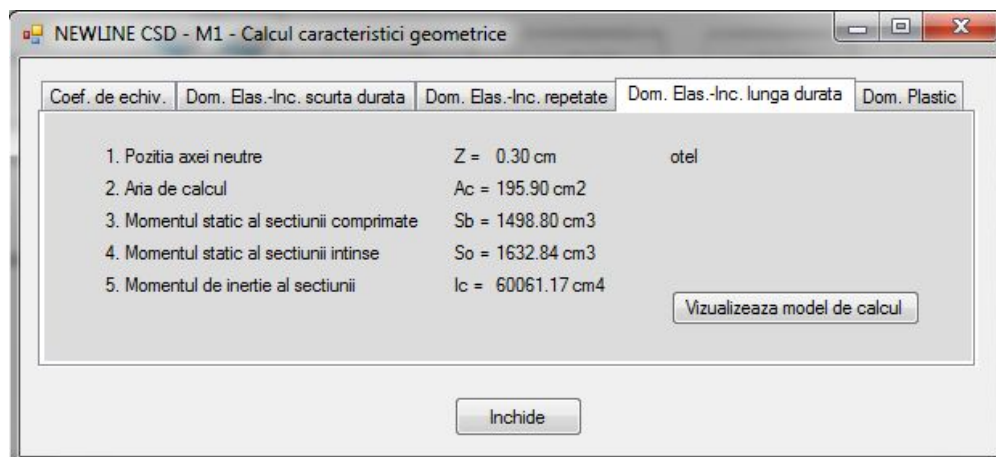 NEWLINE CSD - M1 - Calcul caracteristici geometrice
Coef. de echiv. Dom. Elas.-Inc. scurta durata Dom. Elas.-Inc. repetate Dom. Elas.-Inc. lunga durata Dom. Plastic
1. Pozitia axei neutre Z = 0.30 cm otel
2. Aria de calcul Ac = 195.90 cm2
3. Momentul static al sectiunii comprimate Sb = 1498.80 cm3
4. Momentul static al sectiunii intinse So = 1632.84 cm3
5. Momentul de inertie al sectiunii Ic = 60061.17 cm4
Vizualizeaza model de calcul
Inchide